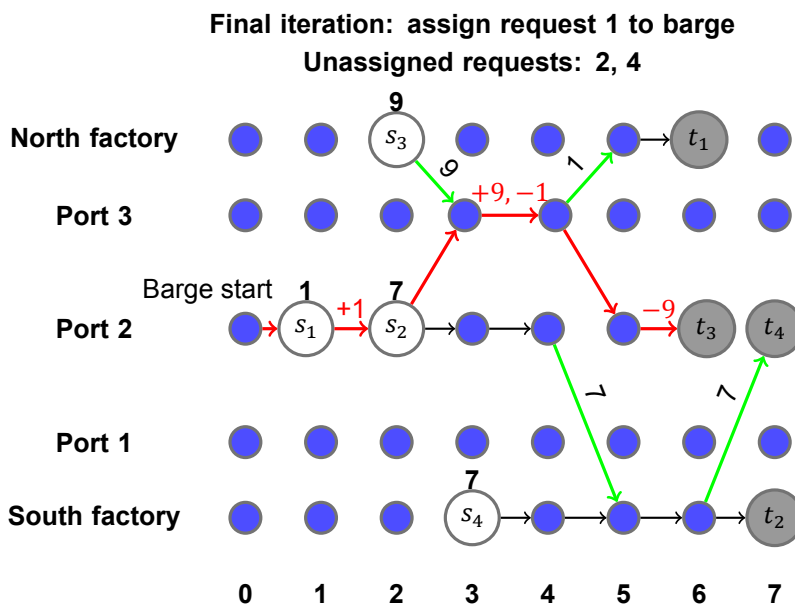 Final iteration: assign request 1 to barge
Unassigned requests: 2, 4
9
North factory s₃ t₁
9 1
+9, −1
Port 3
Barge start 1 +1 7 −9
Port 2 s₁ s₂ t₃ t₄
7 7
Port 1
7
South factory s₄ t₂
0 1 2 3 4 5 6 7